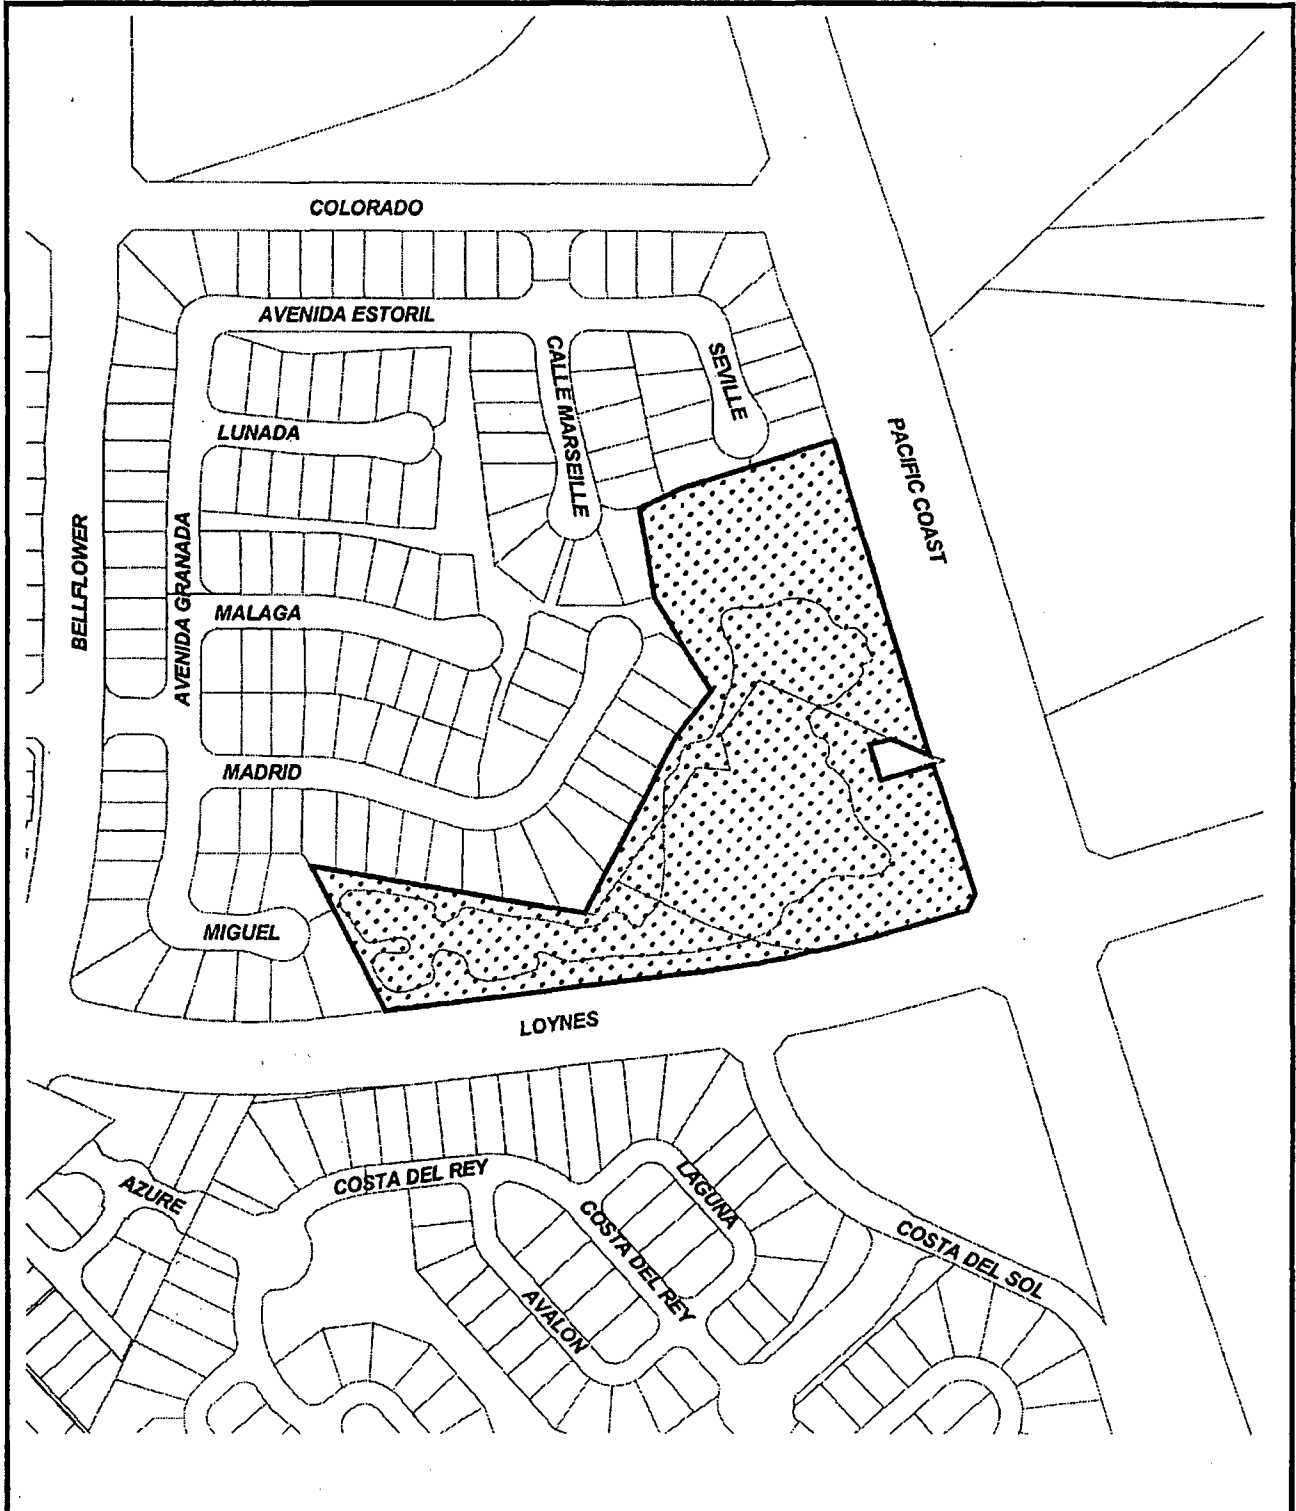 COLORADO
AVENIDA ESTORIL
CALLE MARSEILLE
SEVILLE
LUNADA
PACIFIC COAST
BELLFLOWER
AVENIDA GRANADA
MALAGA
MADRID
MIGUEL
LOYNES
COSTA DEL REY
LAGUNA
AZURE
COSTA DEL REY
COSTA DEL SOL
AVALON